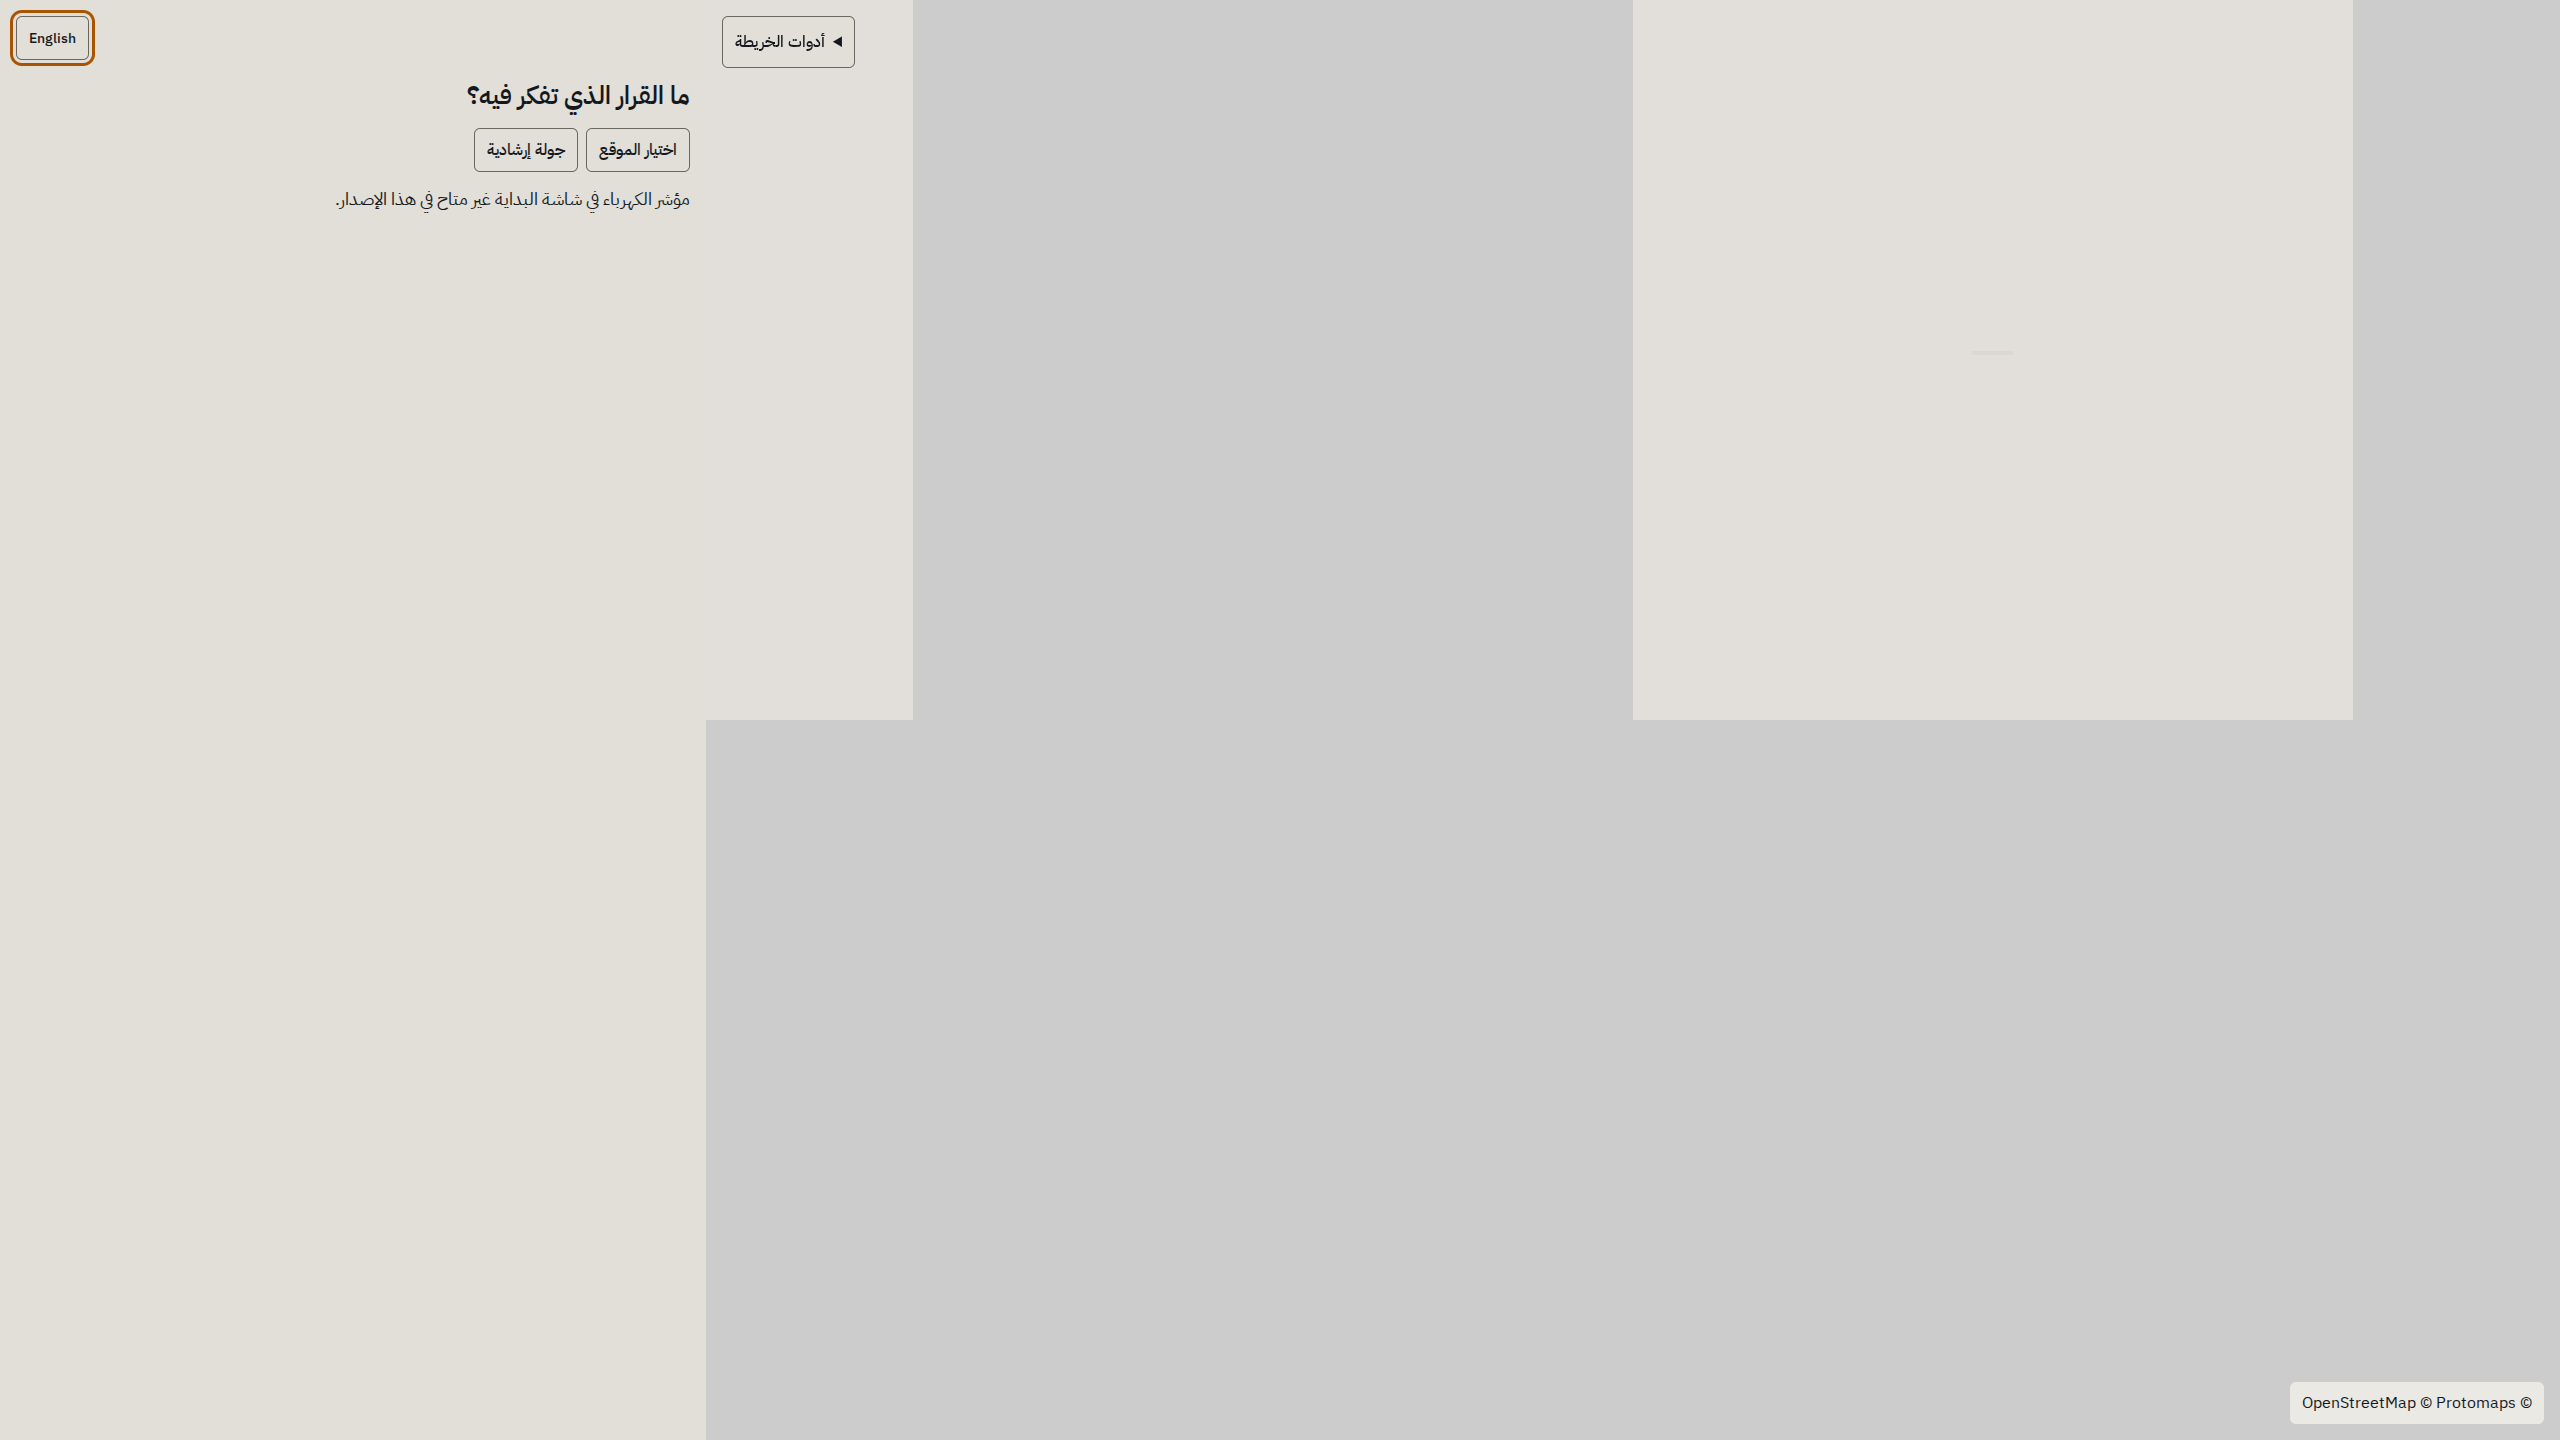 English
◀ أدوات الخريطة
ما القرار الذي تفكر فيه؟
اختيار الموقع
جولة إرشادية
مؤشر الكهرباء في شاشة البداية غير متاح في هذا الإصدار.
OpenStreetMap © Protomaps ©